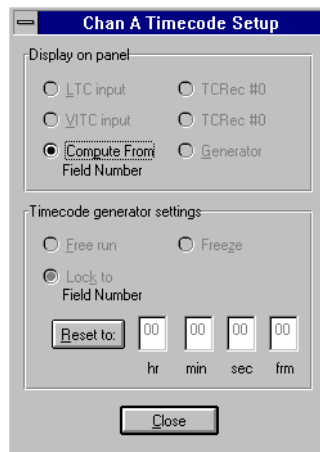 Chan A Timecode Setup
Display on panel
LTC input TCRec #0
VITC input TCRec #0
Compute From Generator
Field Number
Timecode generator settings
Free run Freeze
Lock to
Field Number
Reset to: 00 00 00 00
hr min sec frm
Close